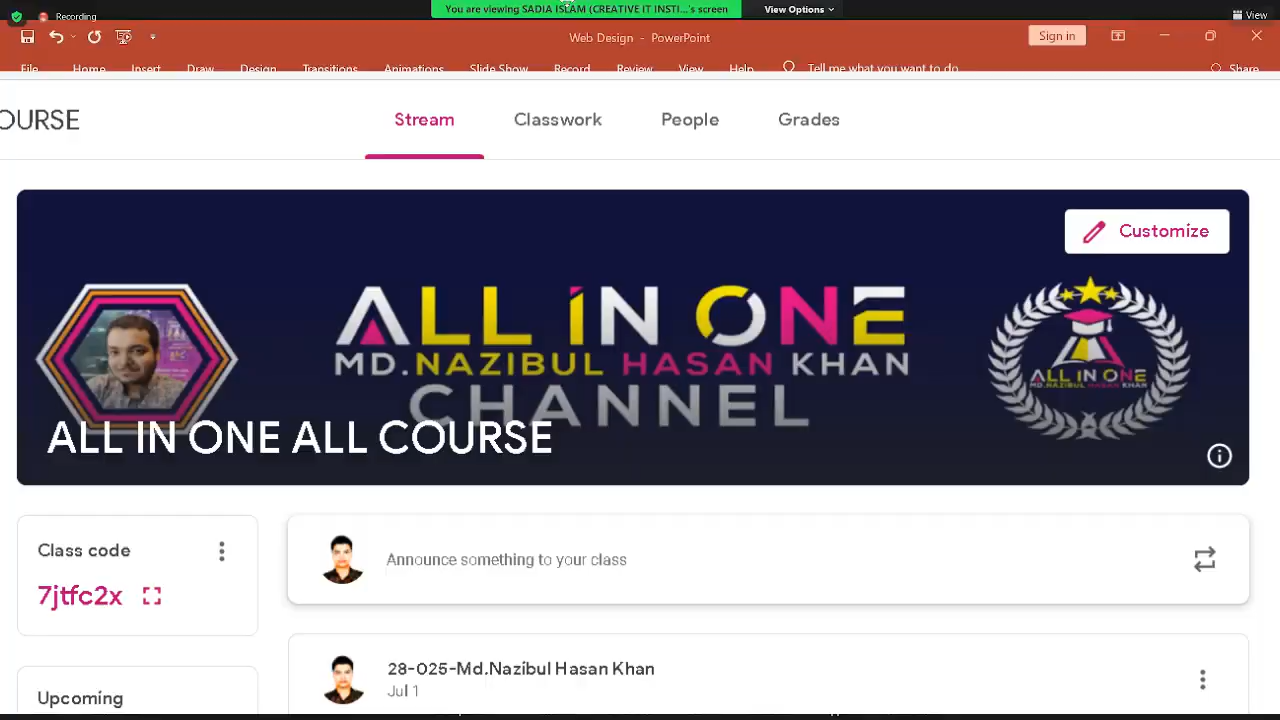 Recording
You are viewing SADIA ISLAM (CREATIVE IT INSTI...'s screen
View Options
View
Web Design - PowerPoint
Sign in
File Home Insert Draw Design Transitions Animations Slide Show Record Review View Help Tell me what you want to do Share
OURSE
Stream Classwork People Grades
Customize
ALL IN ONE
MD.NAZIBUL HASAN KHAN
CHANNEL
ALL IN ONE
MD.NAZIBUL HASAN KHAN
ALL IN ONE ALL COURSE
Class code
7jtfc2x
Announce something to your class
28-025-Md.Nazibul Hasan Khan
Jul 1
Upcoming